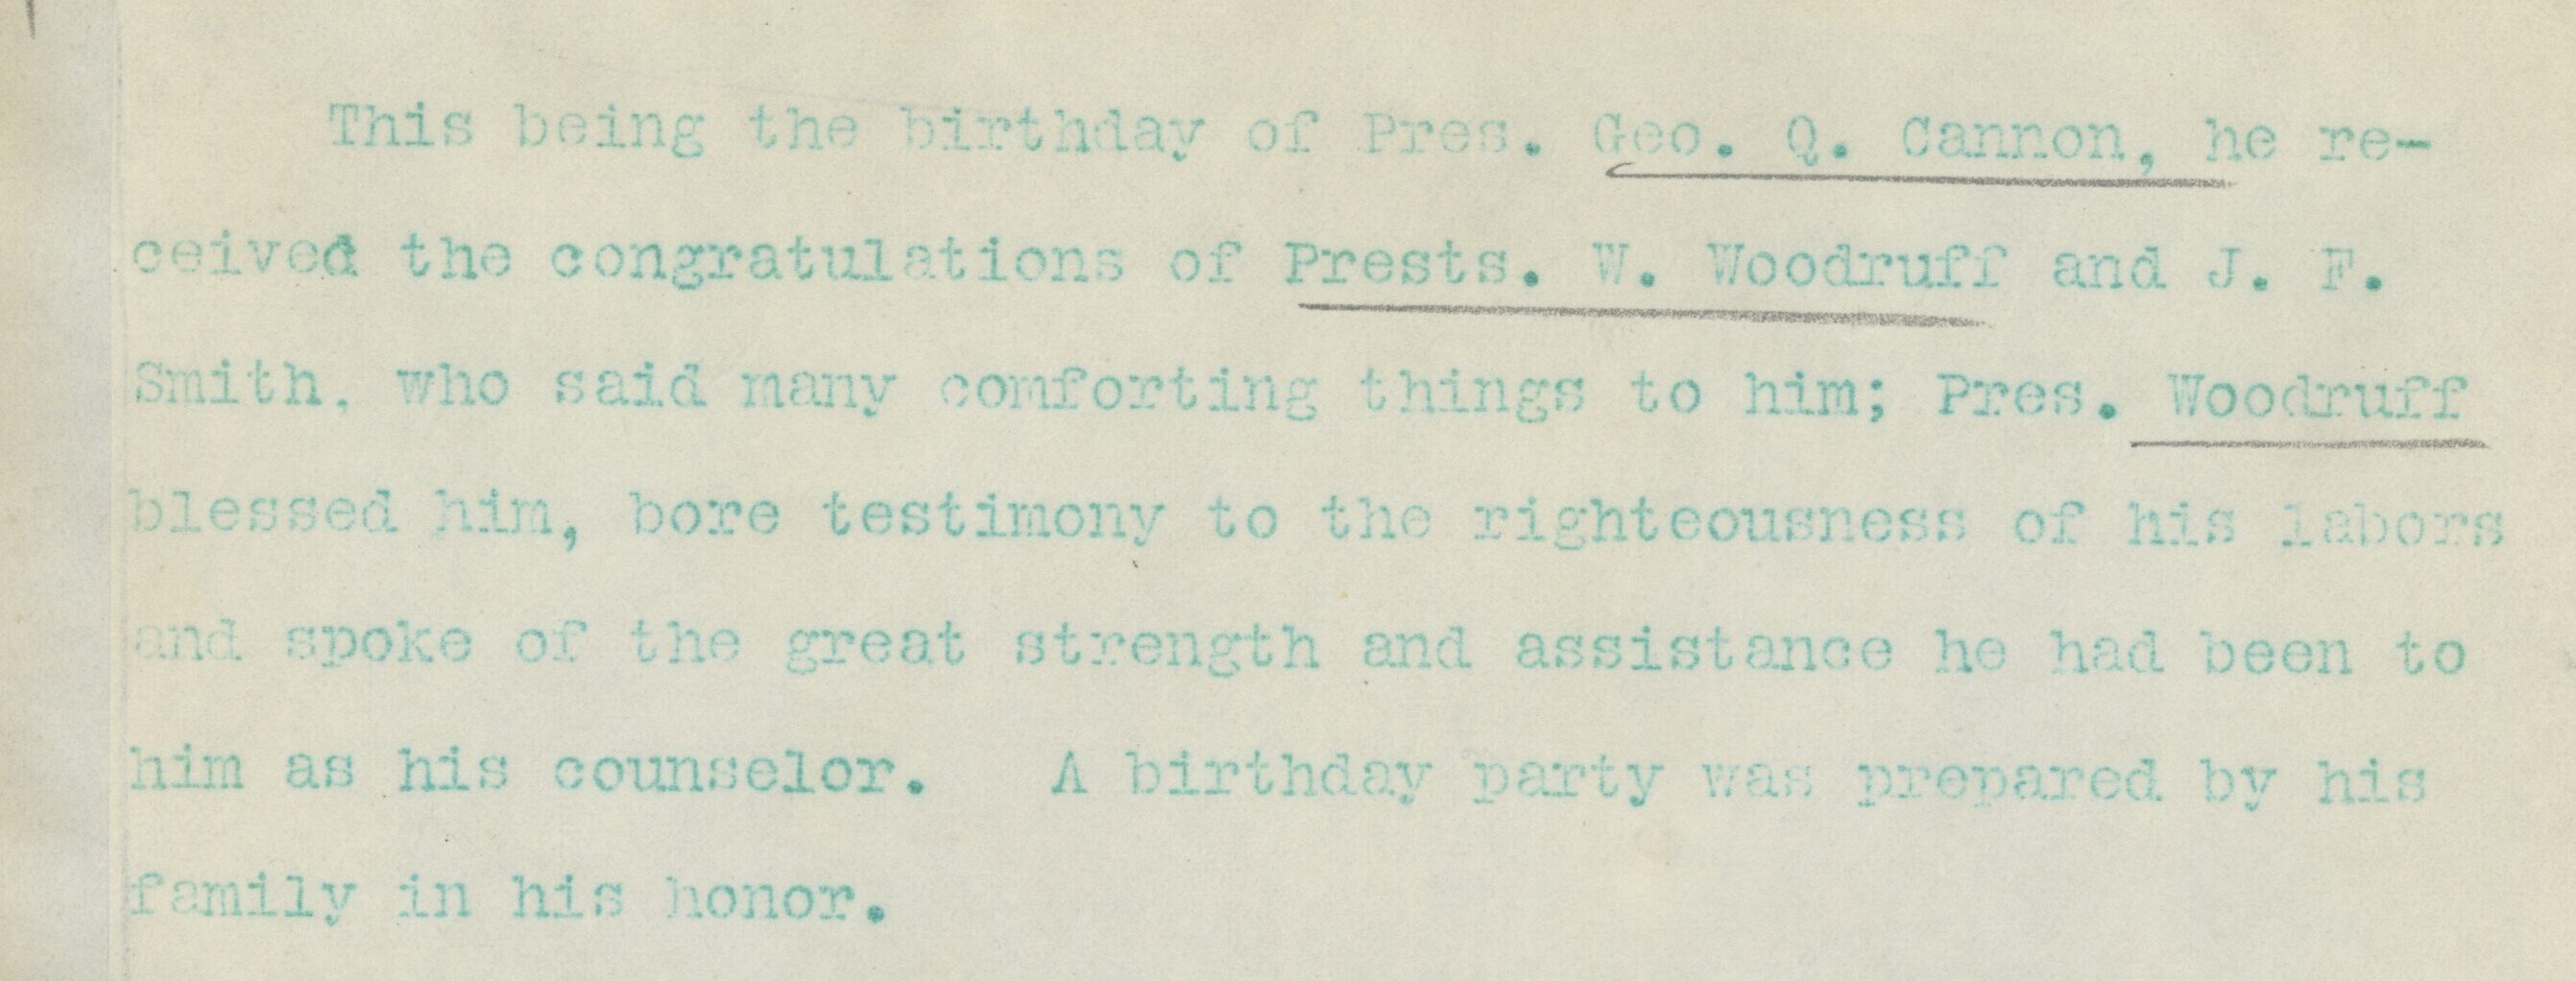 This being the birthday of Pres. Geo. Q. Cannon, he re-
ceived the congratulations of Prests. W. Woodruff and J. F.
Smith, who said many comforting things to him; Pres. Woodruff
blessed him, bore testimony to the righteousness of his labors
and spoke of the great strength and assistance he had been to
him as his counselor.   A birthday party was prepared by his
family in his honor.